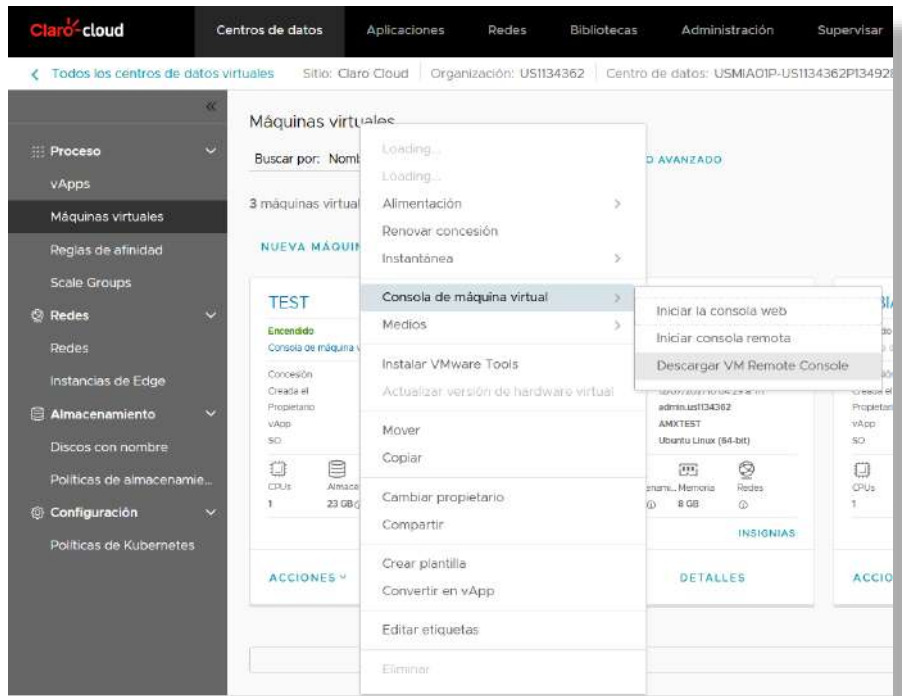 Claro-cloud
Centros de datos
Aplicaciones
Redes
Bibliotecas
Administración
Supervisar
Todos los centros de datos virtuales
Sitio: Claro Cloud
Organización: US1134362
Centro de datos: USMIA01P-US1134362P13492
Proceso
vApps
Máquinas virtuales
Reglas de afinidad
Scale Groups
Redes
Redes
Instancias de Edge
Almacenamiento
Discos con nombre
Políticas de almacenamie...
Configuración
Políticas de Kubernetes
Máquinas virtuales
Buscar por: Nomb
O AVANZADO
3 máquinas virtual
NUEVA MÁQUIN
TEST
Encendido
Consola de máquina v
Concesión
Creada el
Propietario
vApp
SO
CPUs
Almace
1
23 GB
ACCIONES
Loading...
Loading...
Alimentación
Renovar concesión
Instantánea
Consola de máquina virtual
Medios
Instalar VMware Tools
Actualizar versión de hardware virtual
Mover
Copiar
Cambiar propietario
Compartir
Crear plantilla
Convertir en vApp
Editar etiquetas
Eliminar
Iniciar la consola web
Iniciar consola remota
Descargar VM Remote Console
admin.us1134362
AMXTEST
Ubuntu Linux (64-bit)
enami...
Memoria
Redes
8 GB
INSIGNIAS
DETALLES
Creada el
Propietar
vApp
SO
CPUs
1
ACCIO